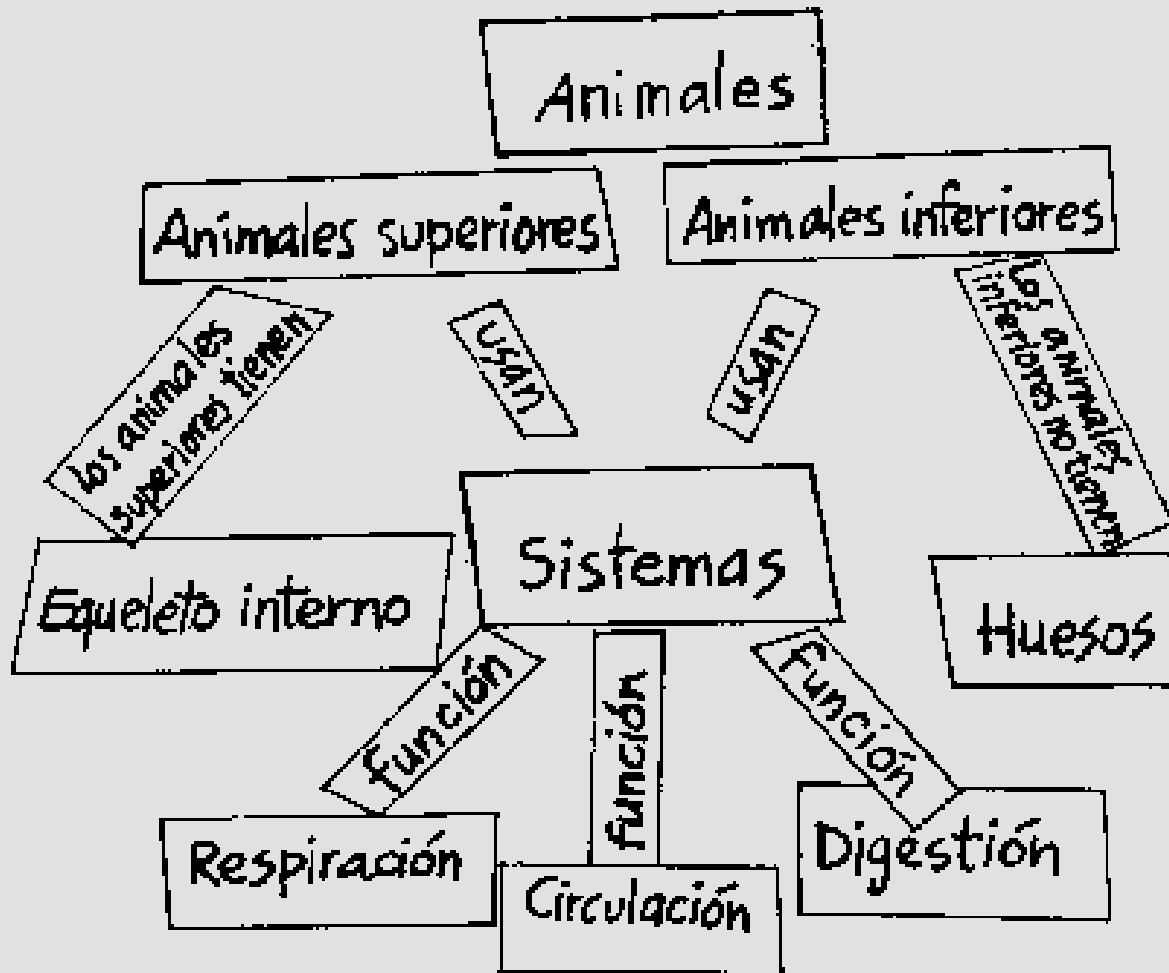 Animales
Animales superiores
Animales inferiores
los animales
superiores tienen
usan
usan
los animales
inferiores no tienen
Equeleto interno
Sistemas
Huesos
función
función
función
Respiración
Circulación
Digestión